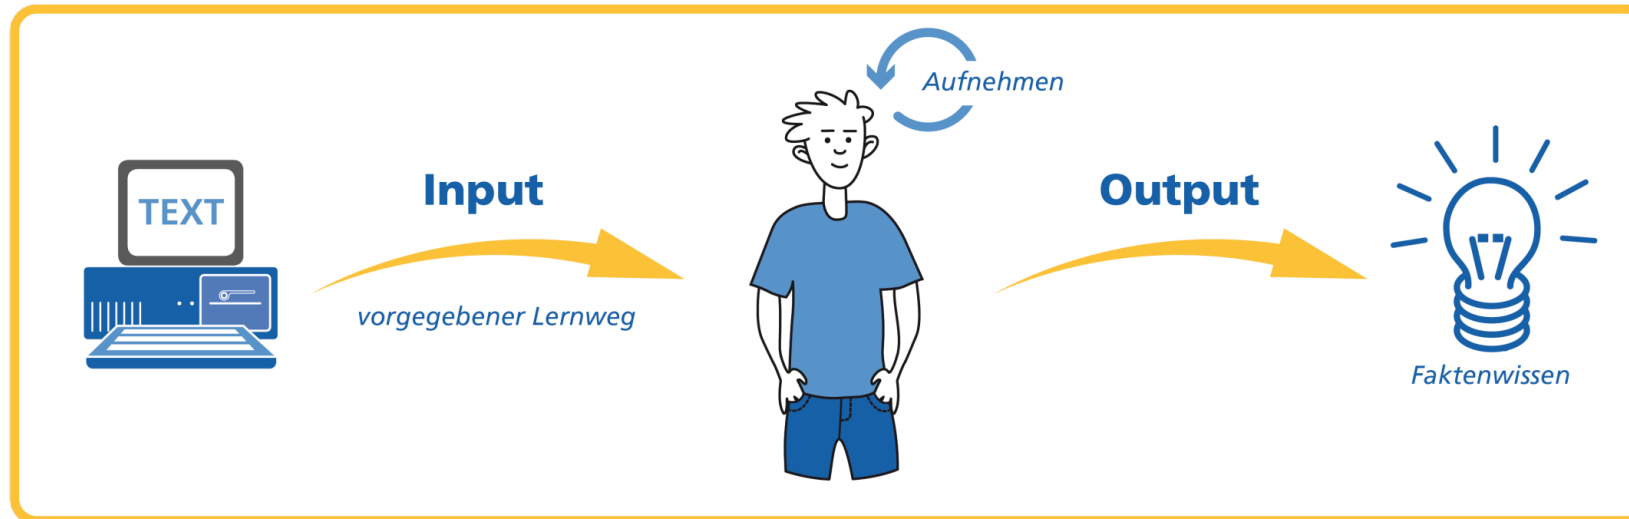 Aufnehmen
TEXT
Input
Output
vorgegebener Lernweg
Faktenwissen